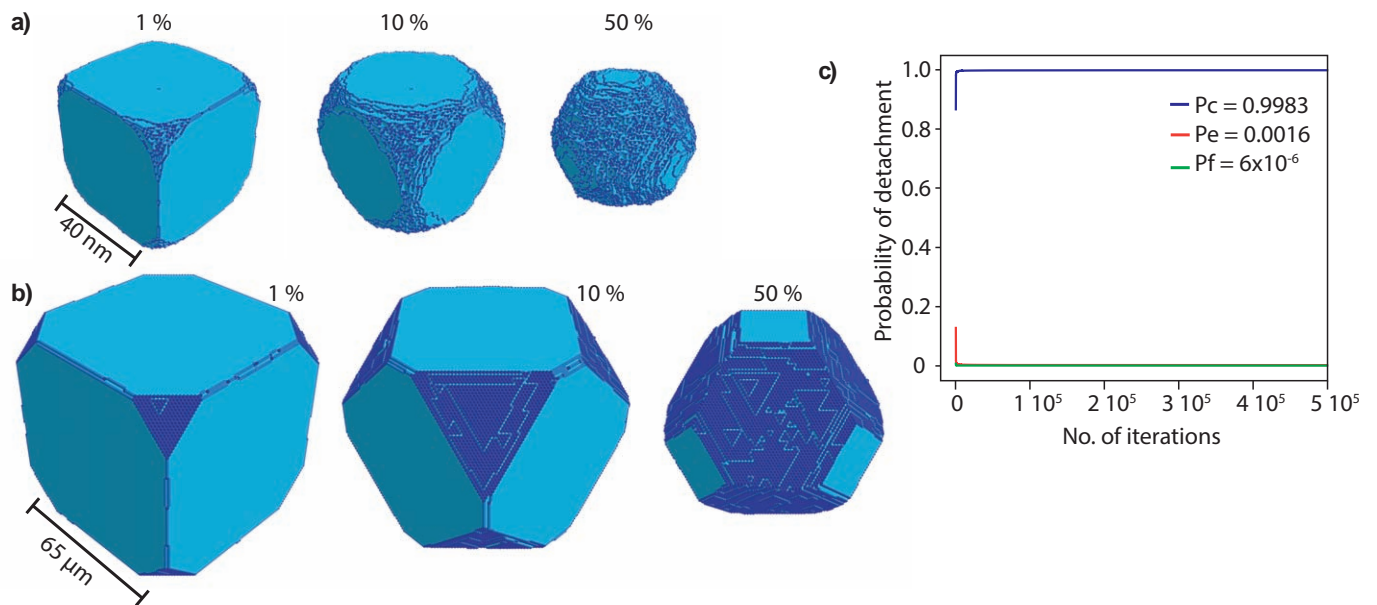 a)
1 %
10 %
50 %
40 nm
b)
1 %
10 %
50 %
65 µm
c)
Probability of detachment
1.0
0.8
0.6
0.4
0.2
0
Pc = 0.9983
Pe = 0.0016
Pf = 6x10⁻⁶
0
1 10⁵
2 10⁵
3 10⁵
4 10⁵
5 10⁵
No. of iterations